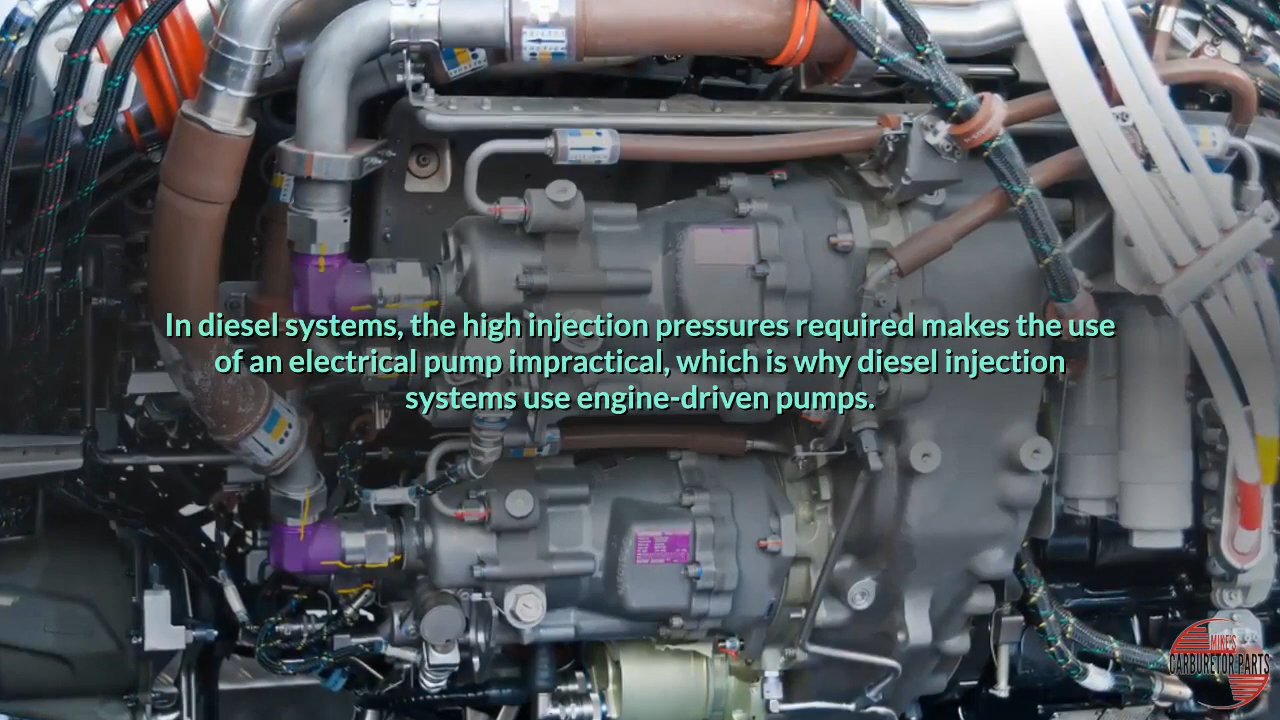 In diesel systems, the high injection pressures required makes the use
of an electrical pump impractical, which is why diesel injection
systems use engine-driven pumps.
MIKE'S
CARBURETOR PARTS